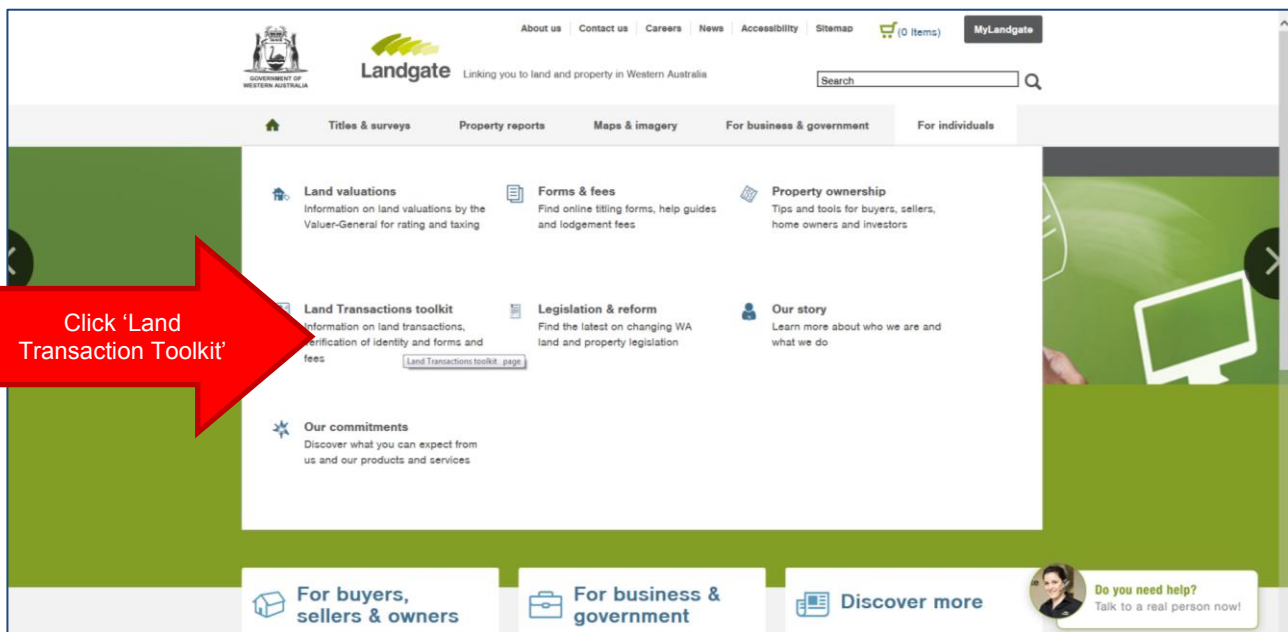 About us
Contact us
Careers
News
Accessibility
Sitemap
(0 Items)
MyLandgate
GOVERNMENT OF
WESTERN AUSTRALIA
Landgate
Linking you to land and property in Western Australia
Search
Titles & surveys
Property reports
Maps & imagery
For business & government
For individuals
Land valuations
Information on land valuations by the
Valuer-General for rating and taxing
Forms & fees
Find online titling forms, help guides
and lodgement fees
Property ownership
Tips and tools for buyers, sellers,
home owners and investors
Click ‘Land
Transaction Toolkit’
Land Transactions toolkit
Information on land transactions,
verification of identity and forms and
fees
Land Transactions toolkit page
Legislation & reform
Find the latest on changing WA
land and property legislation
Our story
Learn more about who we are and
what we do
Our commitments
Discover what you can expect from
us and our products and services
For buyers,
sellers & owners
For business &
government
Discover more
Do you need help?
Talk to a real person now!